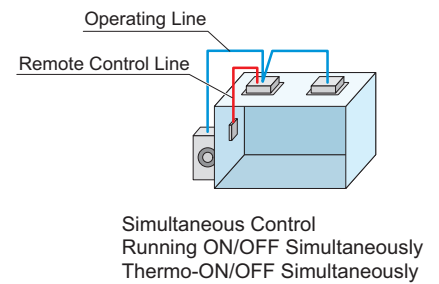 Operating Line
Remote Control Line
Simultaneous Control
Running ON/OFF Simultaneously
Thermo-ON/OFF Simultaneously